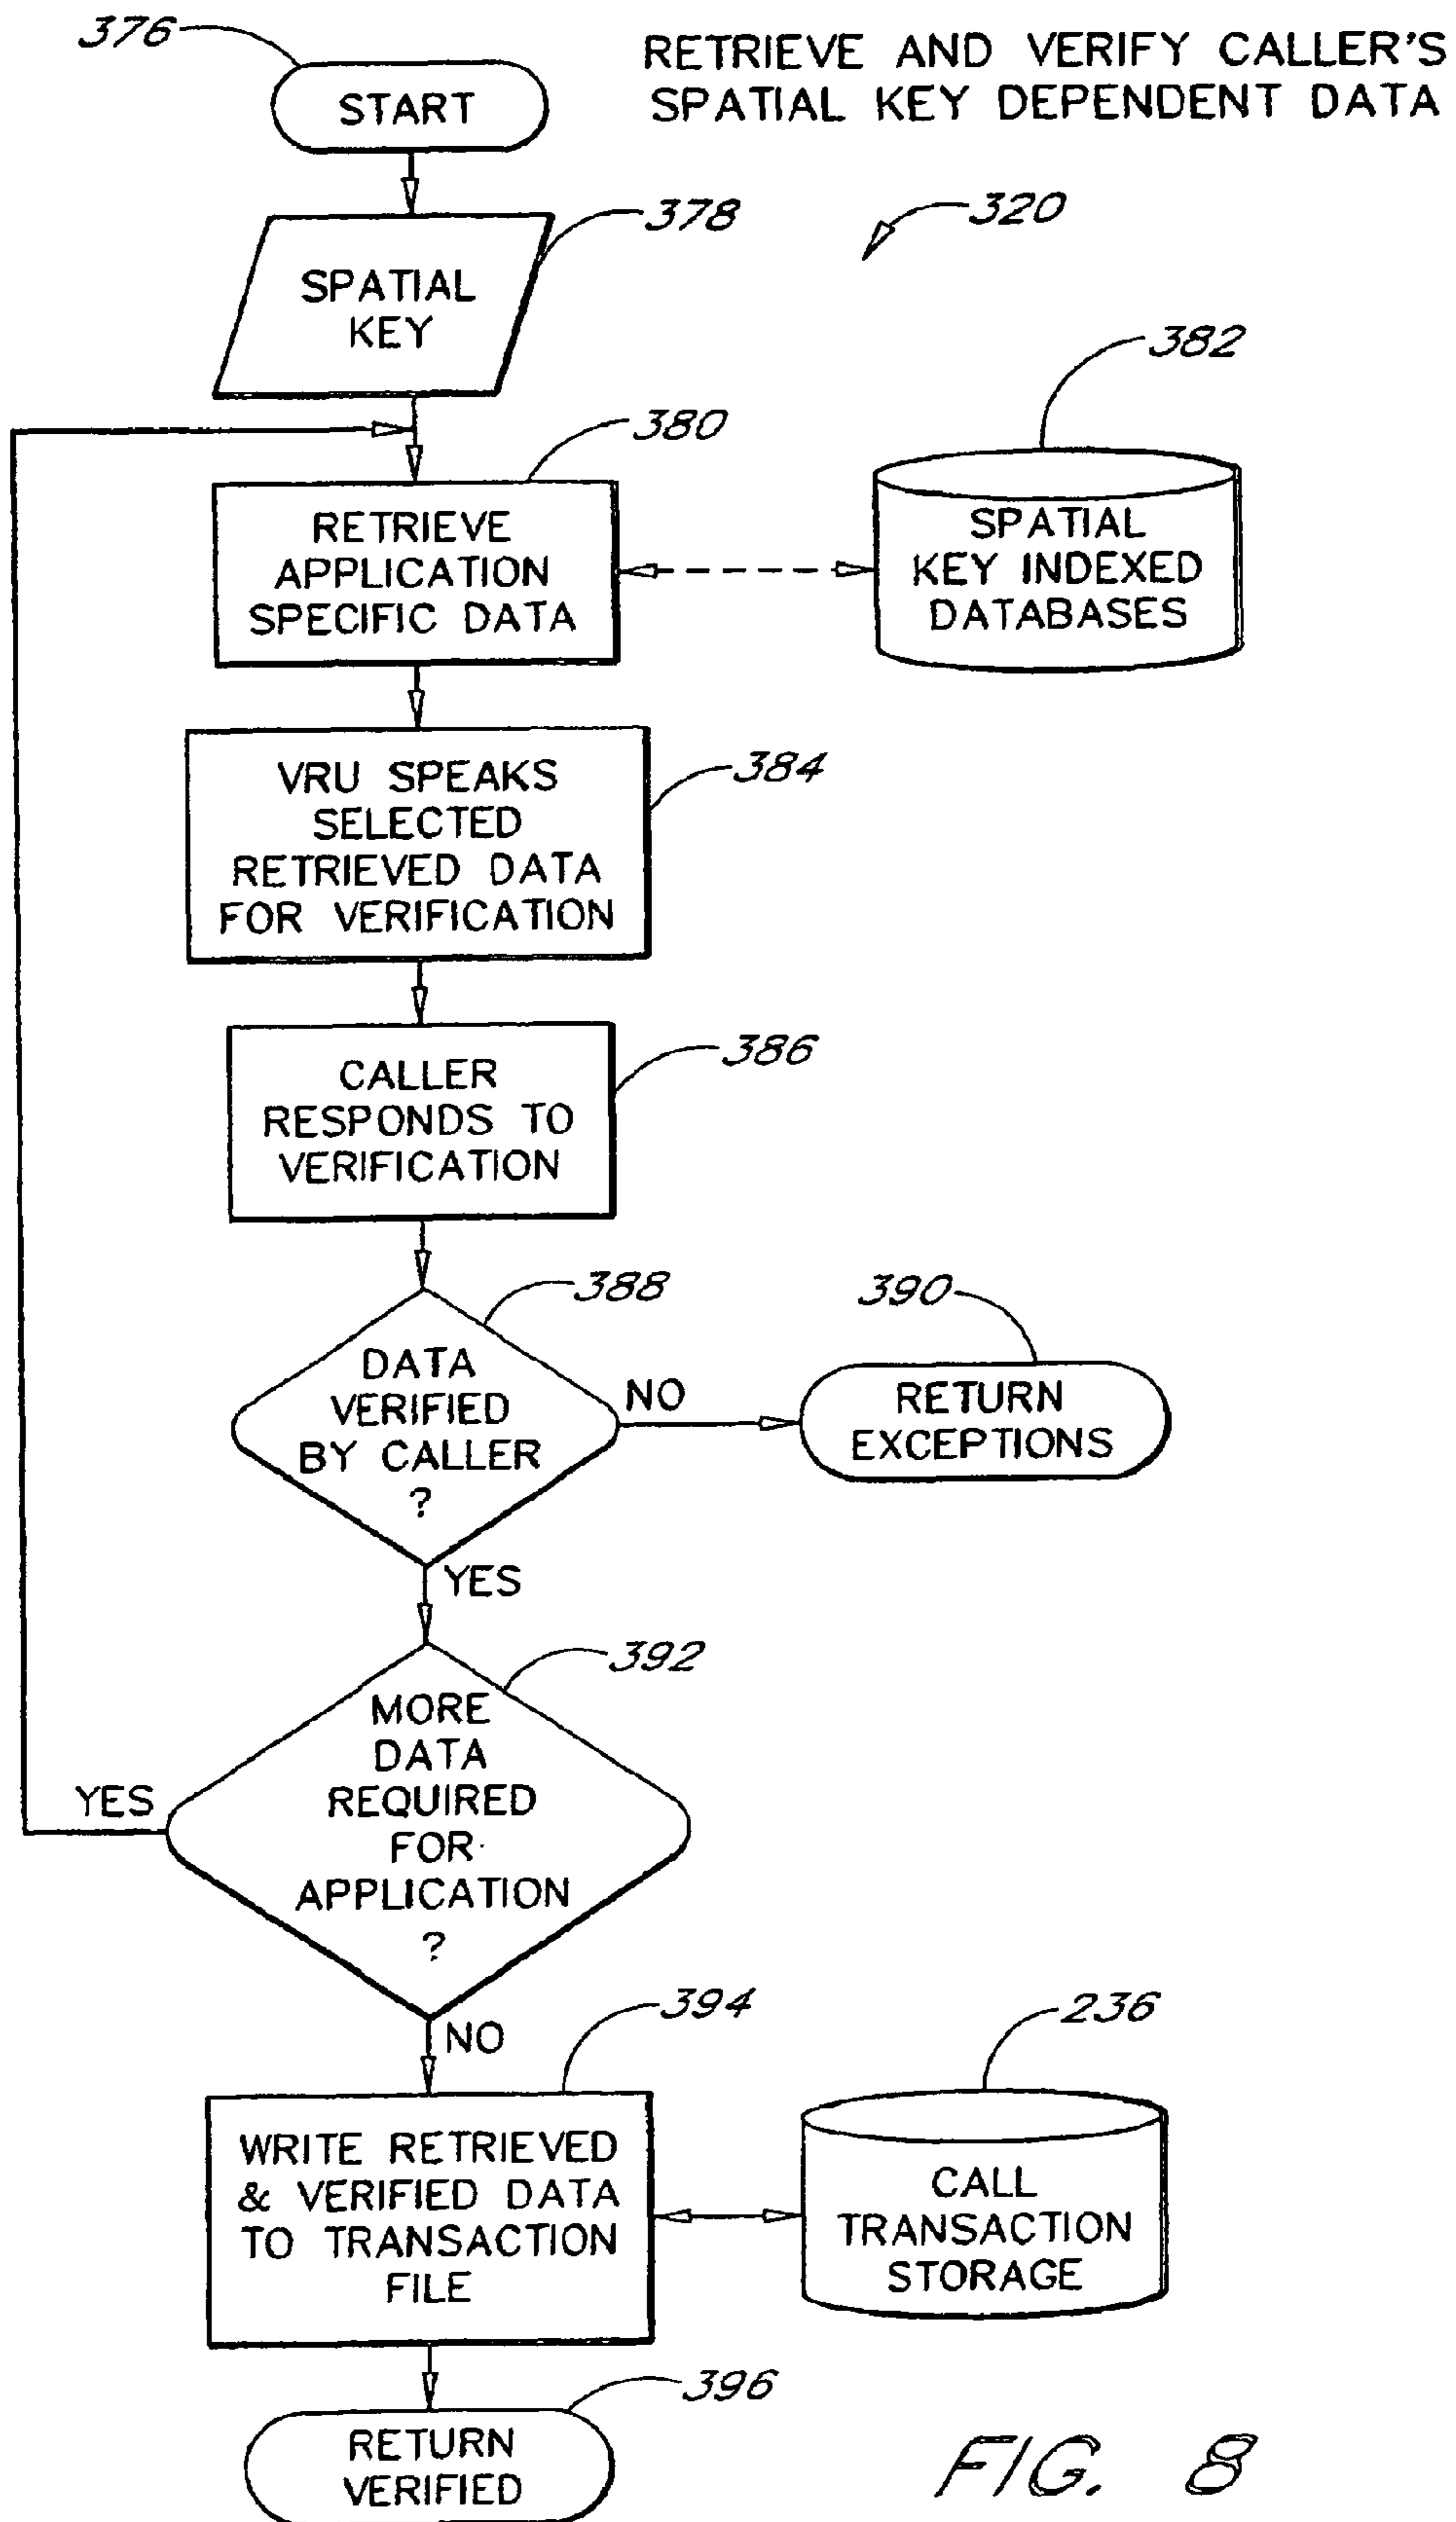 376
RETRIEVE AND VERIFY CALLER'S
SPATIAL KEY DEPENDENT DATA
START
378
320
SPATIAL
KEY
382
380
RETRIEVE
APPLICATION
SPECIFIC DATA
SPATIAL
KEY INDEXED
DATABASES
384
VRU SPEAKS
SELECTED
RETRIEVED DATA
FOR VERIFICATION
386
CALLER
RESPONDS TO
VERIFICATION
388
390
DATA
VERIFIED
BY CALLER
?
NO
RETURN
EXCEPTIONS
YES
392
MORE
DATA
REQUIRED
FOR
APPLICATION
?
YES
NO
394
236
WRITE RETRIEVED
& VERIFIED DATA
TO TRANSACTION
FILE
CALL
TRANSACTION
STORAGE
396
RETURN
VERIFIED
FIG. 8